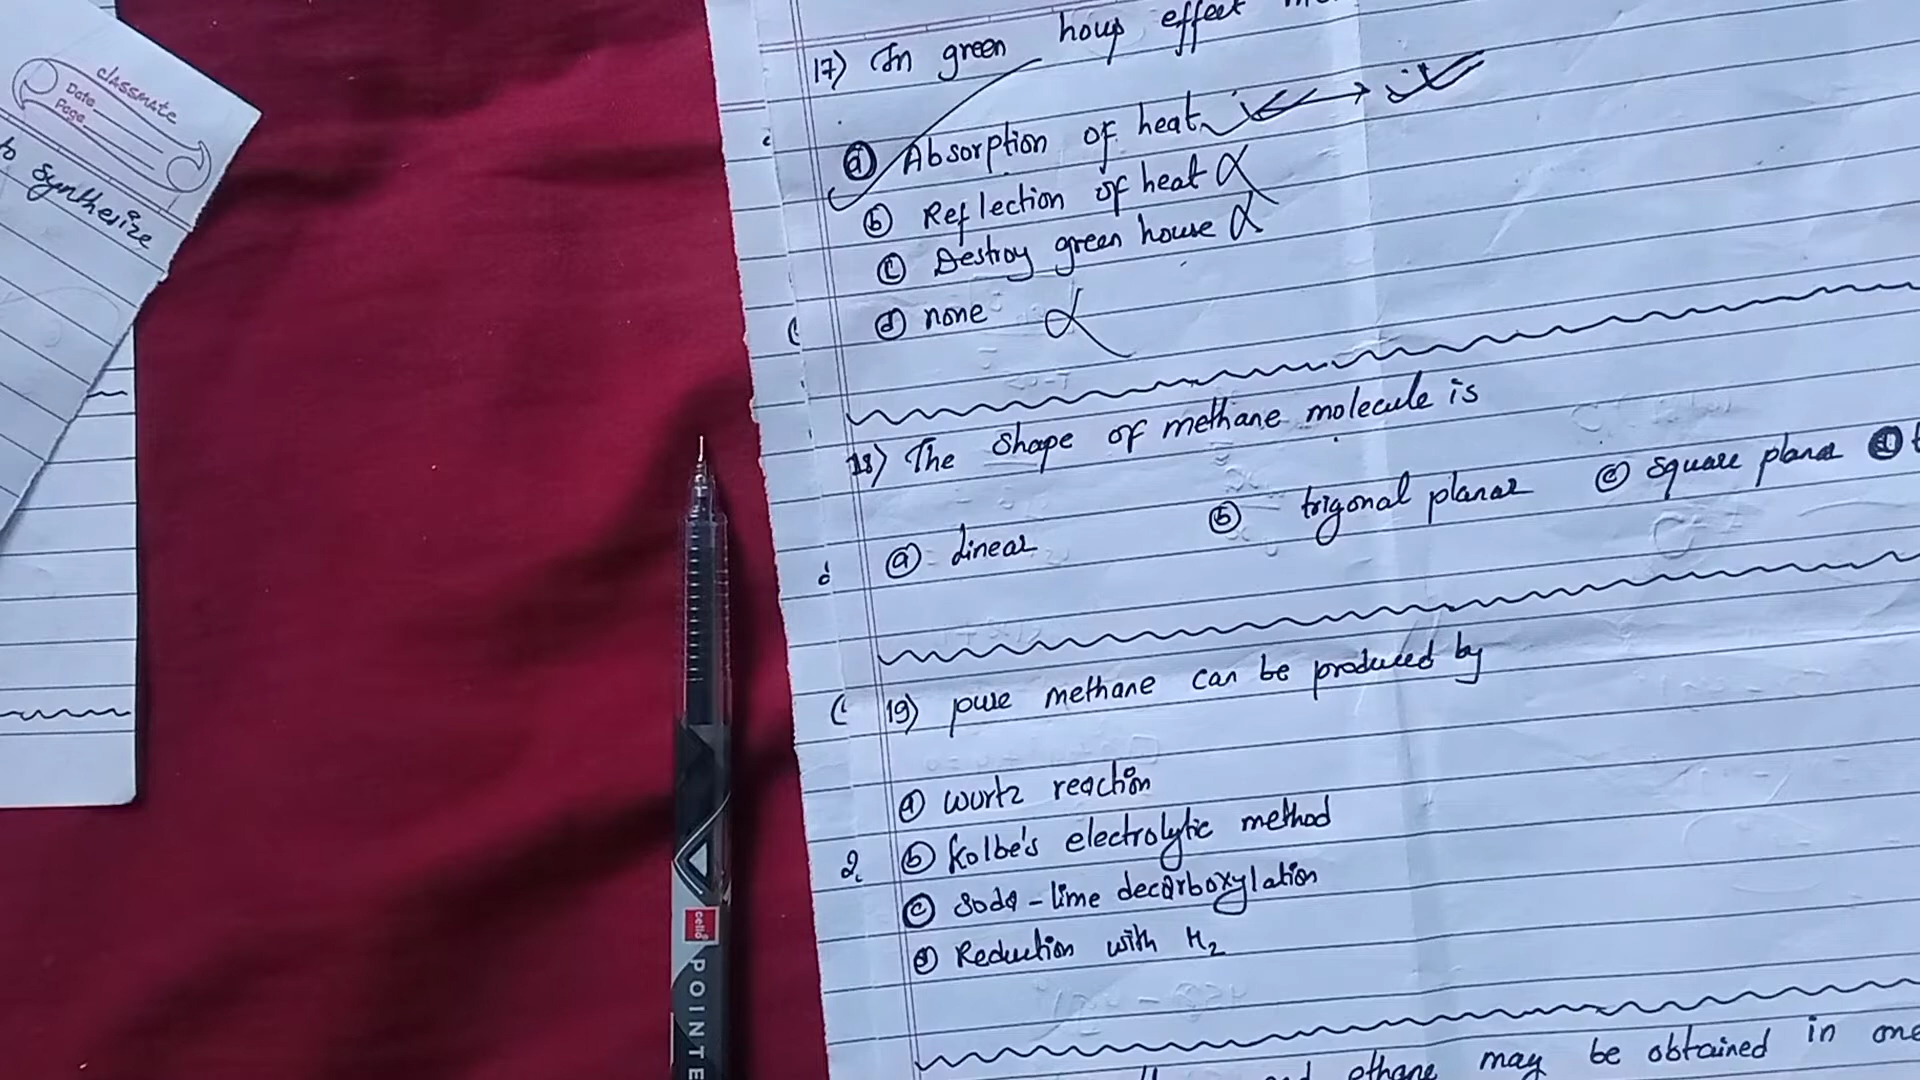 classmate
Date
Page
to synthesize
17) In green hous effect
ⓐ Absorption of heat
ⓑ Reflection of heat
ⓒ Destroy green house
ⓓ none
18) The shape of methane molecule is
ⓐ Linear ⓑ trigonal planar ⓒ square planar ⓓ t
19) pure methane can be produced by
ⓐ wurtz reaction
ⓑ Kolbe's electrolytic method
ⓒ Soda-lime decarboxylation
ⓓ Reduction with H₂
ethane may be obtained in one
cello
POINTE